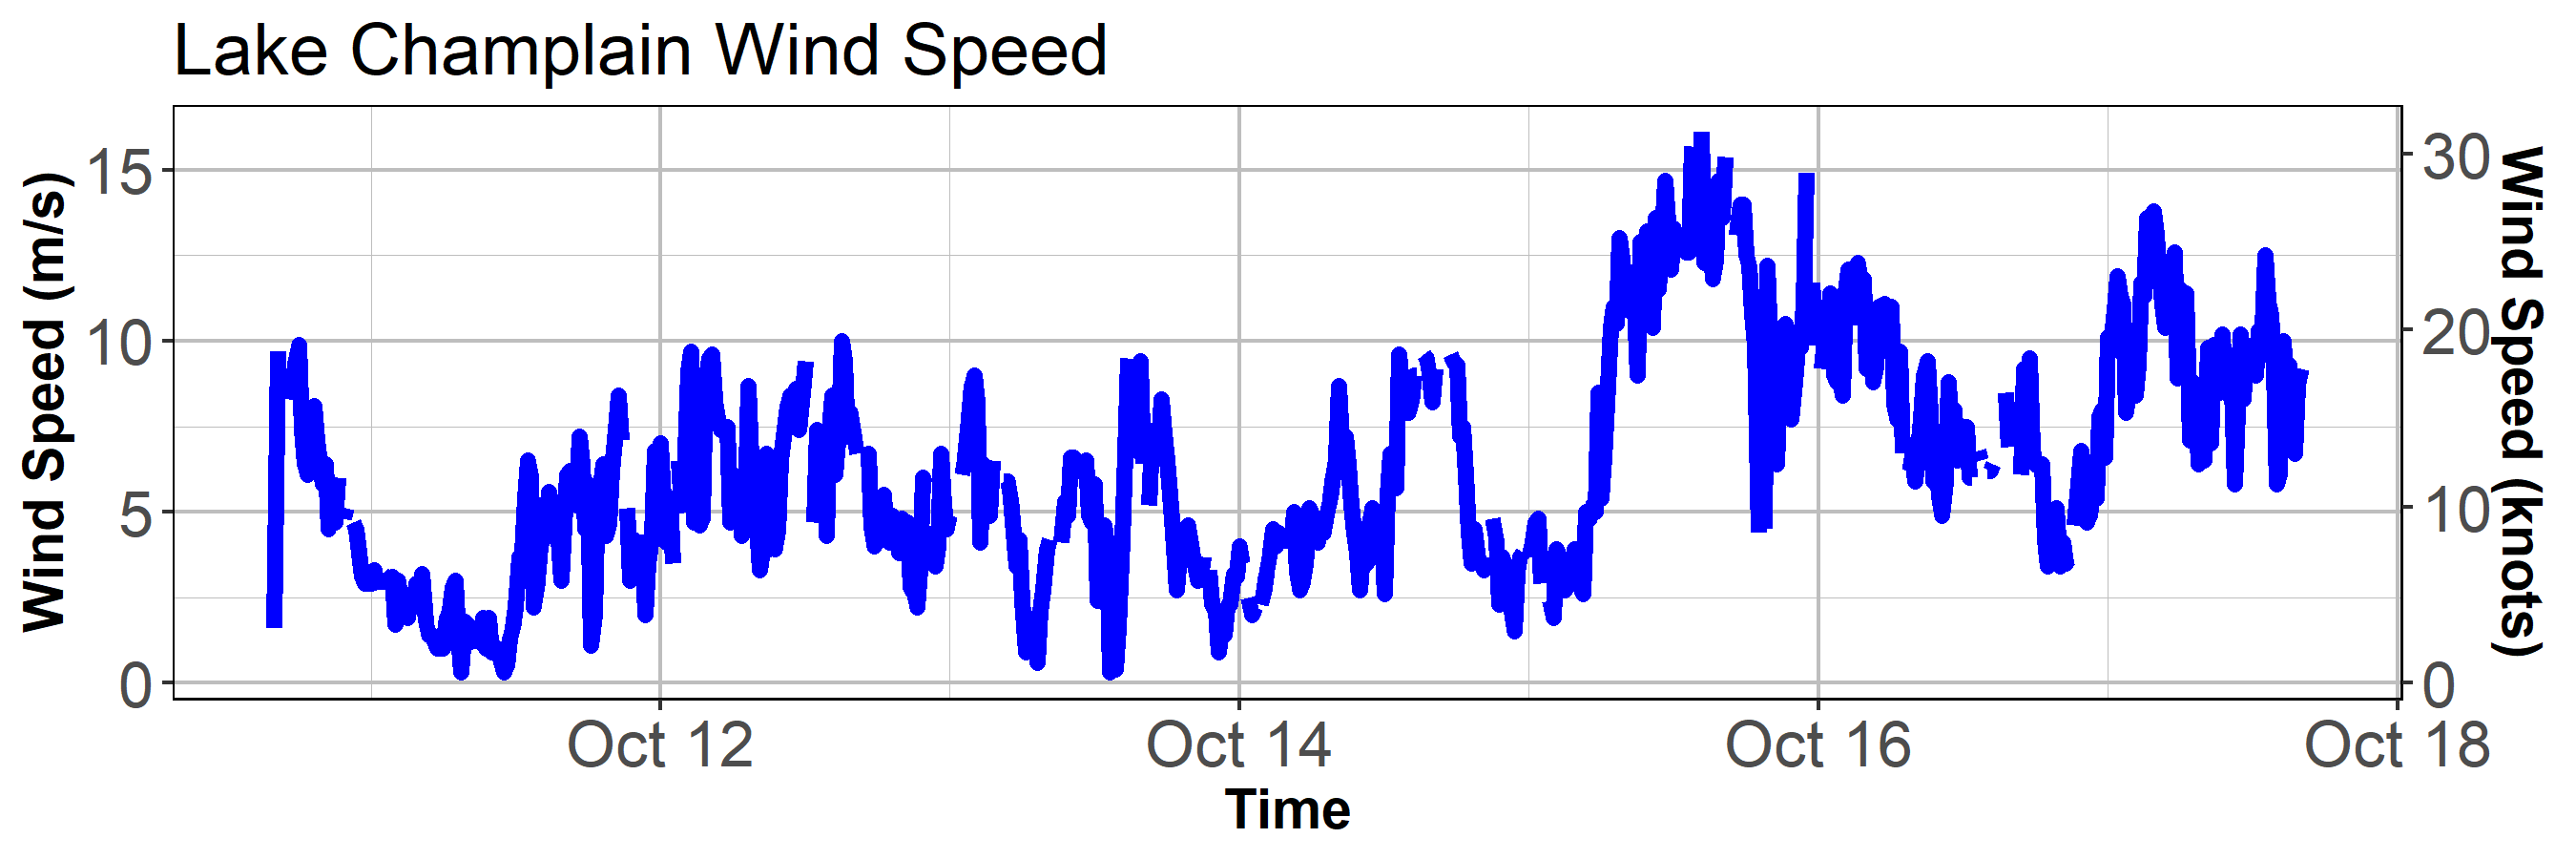 Lake Champlain Wind Speed
Wind Speed (m/s)
15
10
5
0
30
20
10
0
Wind Speed (knots)
Oct 12
Oct 14
Oct 16
Oct 18
Time